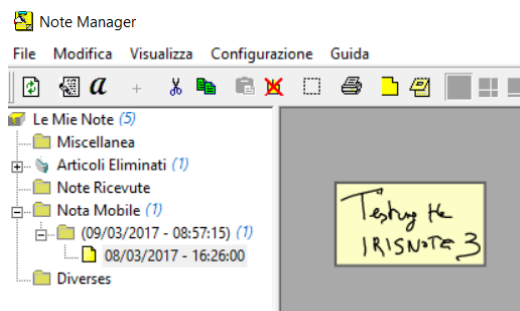 Note Manager
File Modifica Visualizza Configurazione Guida
a
Le Mie Note (5)
Miscellanea
Articoli Eliminati (1)
Note Ricevute
Nota Mobile (1)
(09/03/2017 - 08:57:15) (1)
08/03/2017 - 16:26:00
Diverses
Testing the
IRISNOTE 3